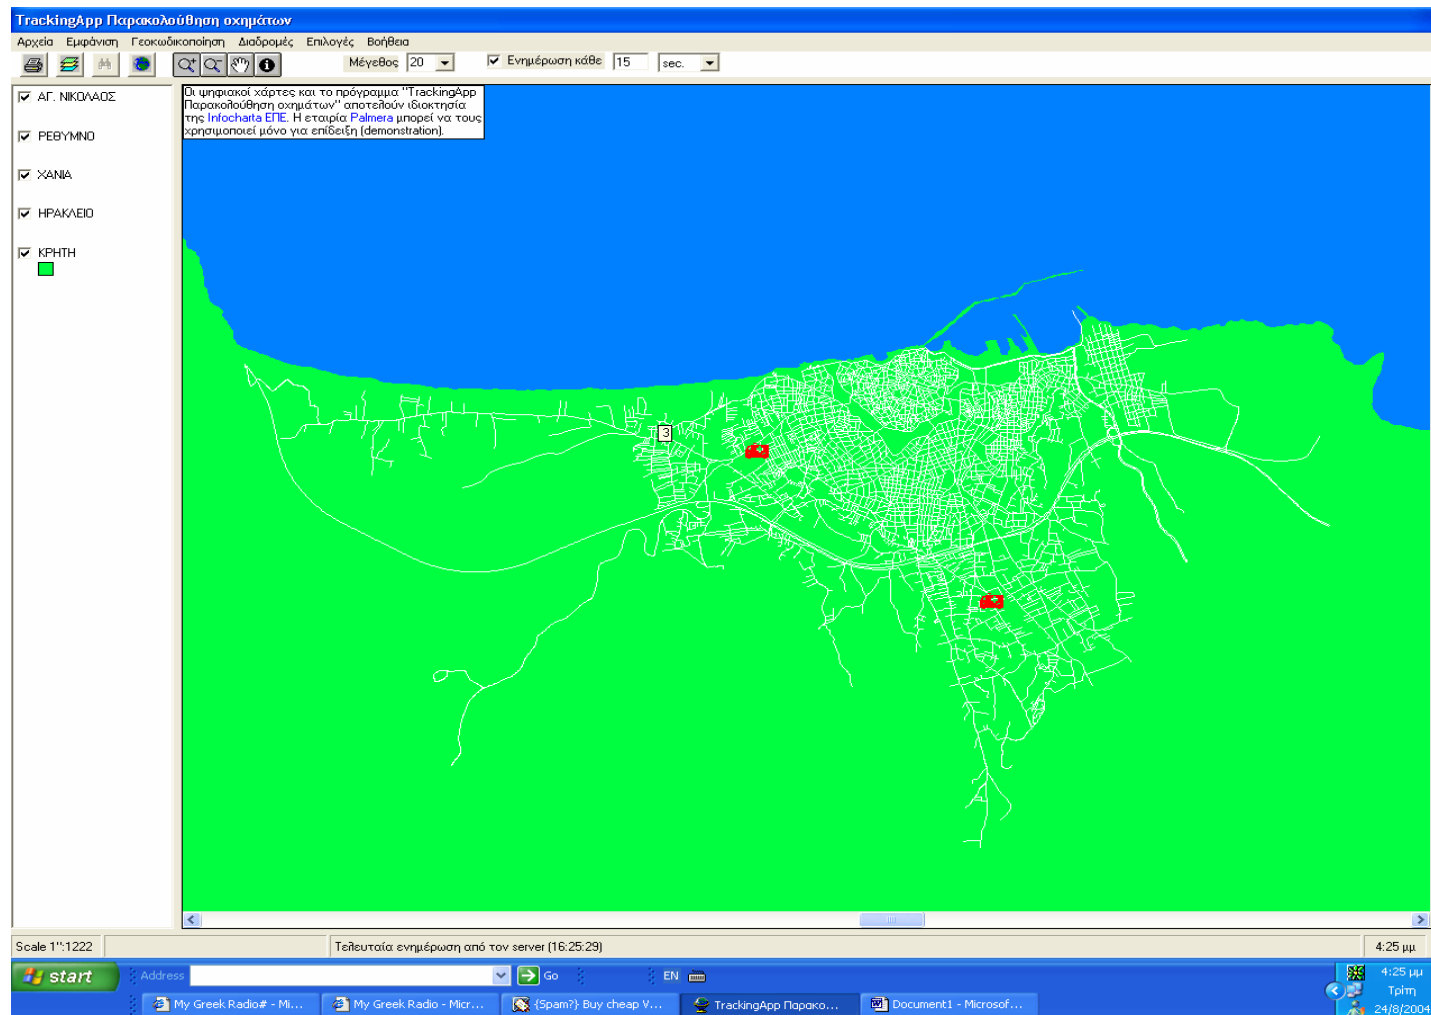 TrackingApp Παρακολούθηση οχημάτων
Αρχεία Εμφάνιση Γεωκωδικοποίηση Διαδρομές Επιλογές Βοήθεια
Μέγεθος 20 Ενημέρωση κάθε 15 sec.
ΑΓ. ΝΙΚΟΛΑΟΣ
ΡΕΘΥΜΝΟ
ΧΑΝΙΑ
ΗΡΑΚΛΕΙΟ
ΚΡΗΤΗ
Οι ψηφιακοί χάρτες και το πρόγραμμα "TrackingApp
Παρακολούθηση οχημάτων" αποτελούν ιδιοκτησία
της Infocharta ΕΠΕ. Η εταιρία Palmera μπορεί να τους
χρησιμοποιεί μόνο για επίδειξη (demonstration).
3
Scale 1":1222 Τελευταία ενημέρωση από τον server (16:25:29) 4:25 μμ
start Address Go EN 4:25 μμ
Τρίτη
My Greek Radio# - Mi... My Greek Radio - Micr... {Spam?} Buy cheap V... TrackingApp Παρακο... Document1 - Microsof... 24/8/2004